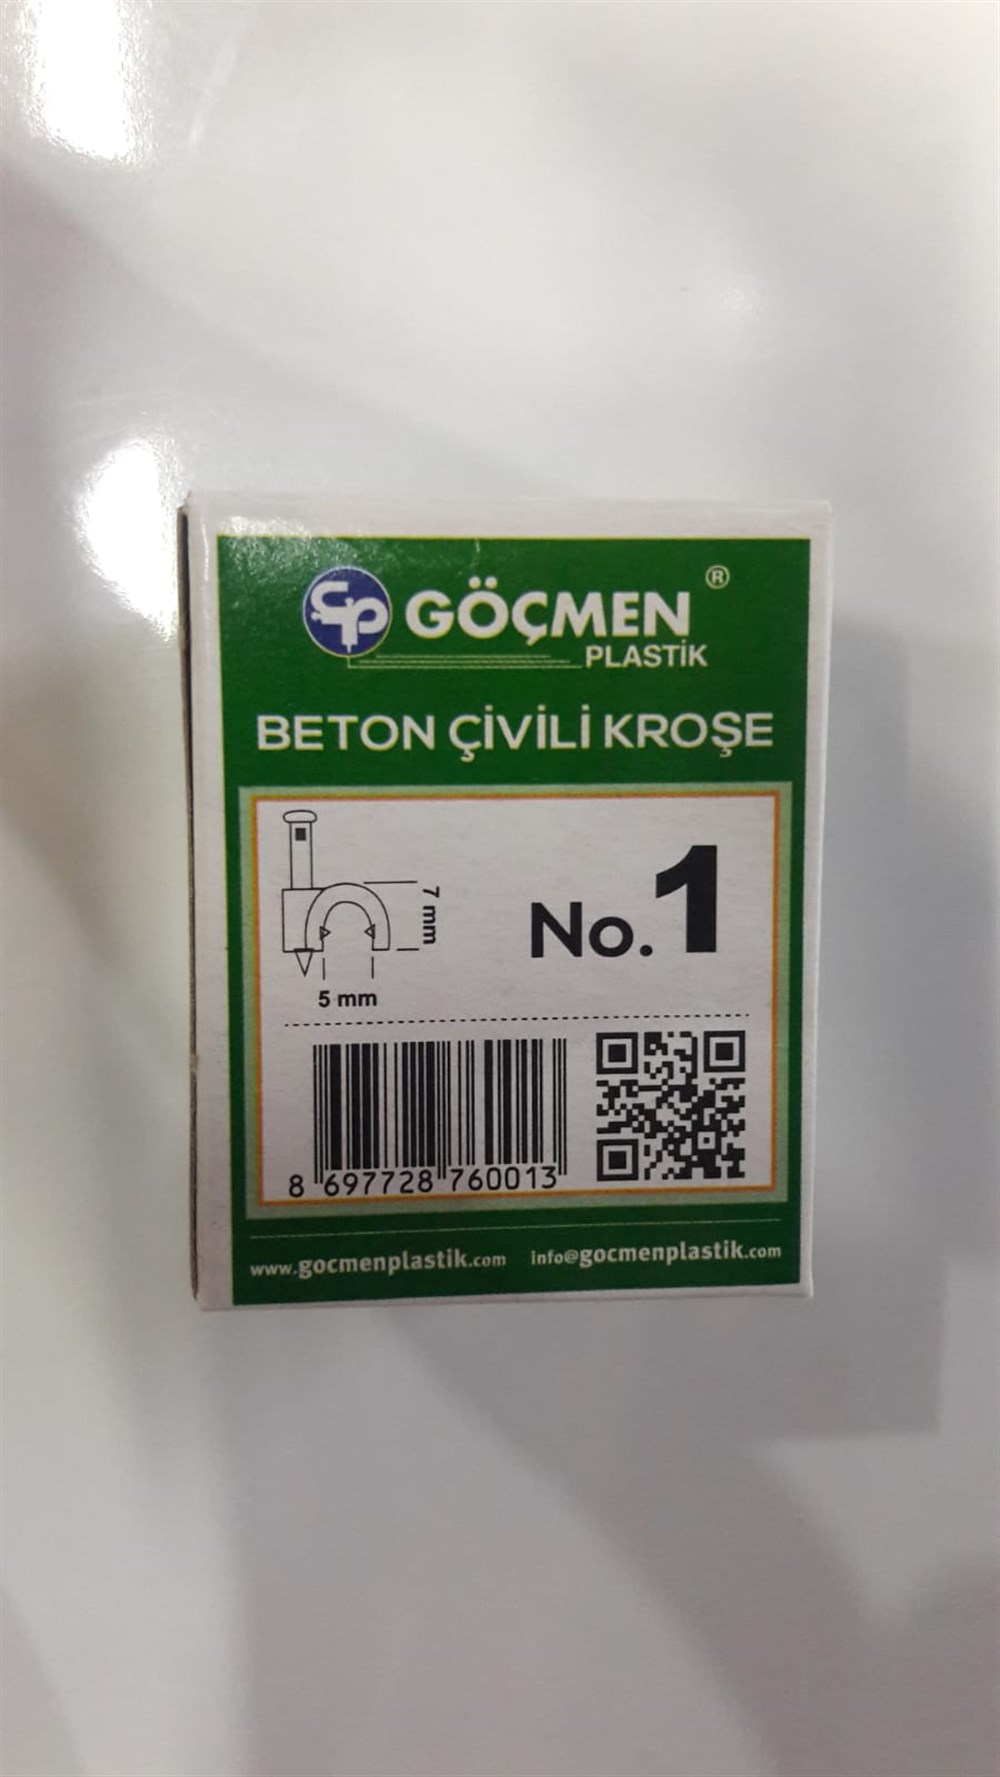 GÖÇMEN ®
PLASTİK
BETON ÇİVİLİ KROŞE
7 mm
No.1
5 mm
8 697728 760013
www.gocmenplastik.com info@gocmenplastik.com